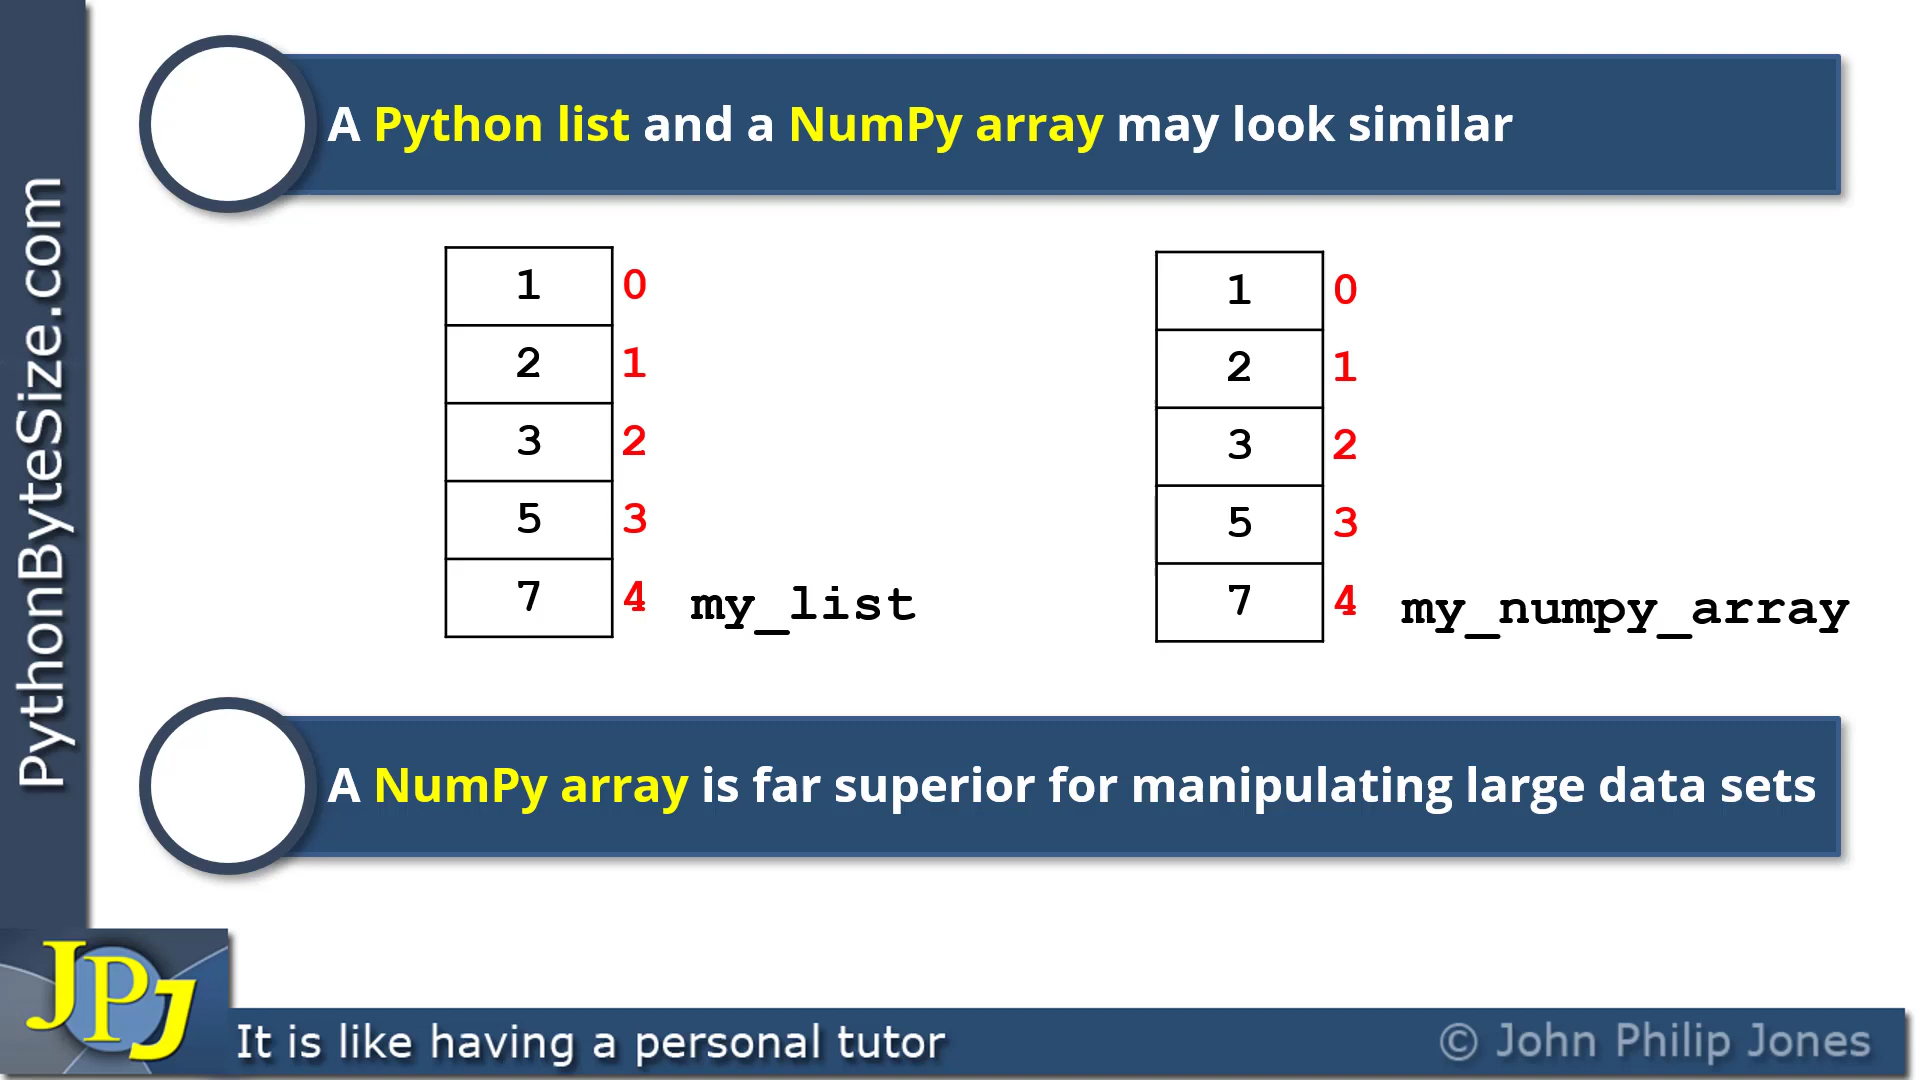 PythonByteSize.com
A Python list and a NumPy array may look similar
1 0
2 1
3 2
5 3
7 4 my_list
1 0
2 1
3 2
5 3
7 4 my_numpy_array
A NumPy array is far superior for manipulating large data sets
JPJ
It is like having a personal tutor
© John Philip Jones